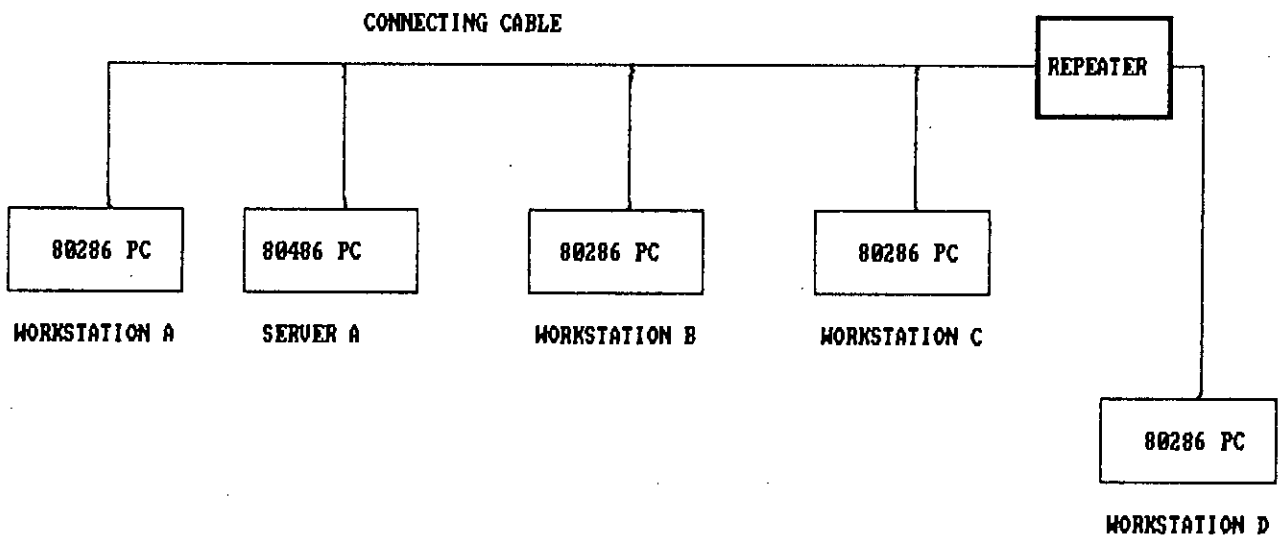 CONNECTING CABLE
REPEATER
80286 PC
80486 PC
80286 PC
80286 PC
WORKSTATION A
SERVER A
WORKSTATION B
WORKSTATION C
80286 PC
WORKSTATION D